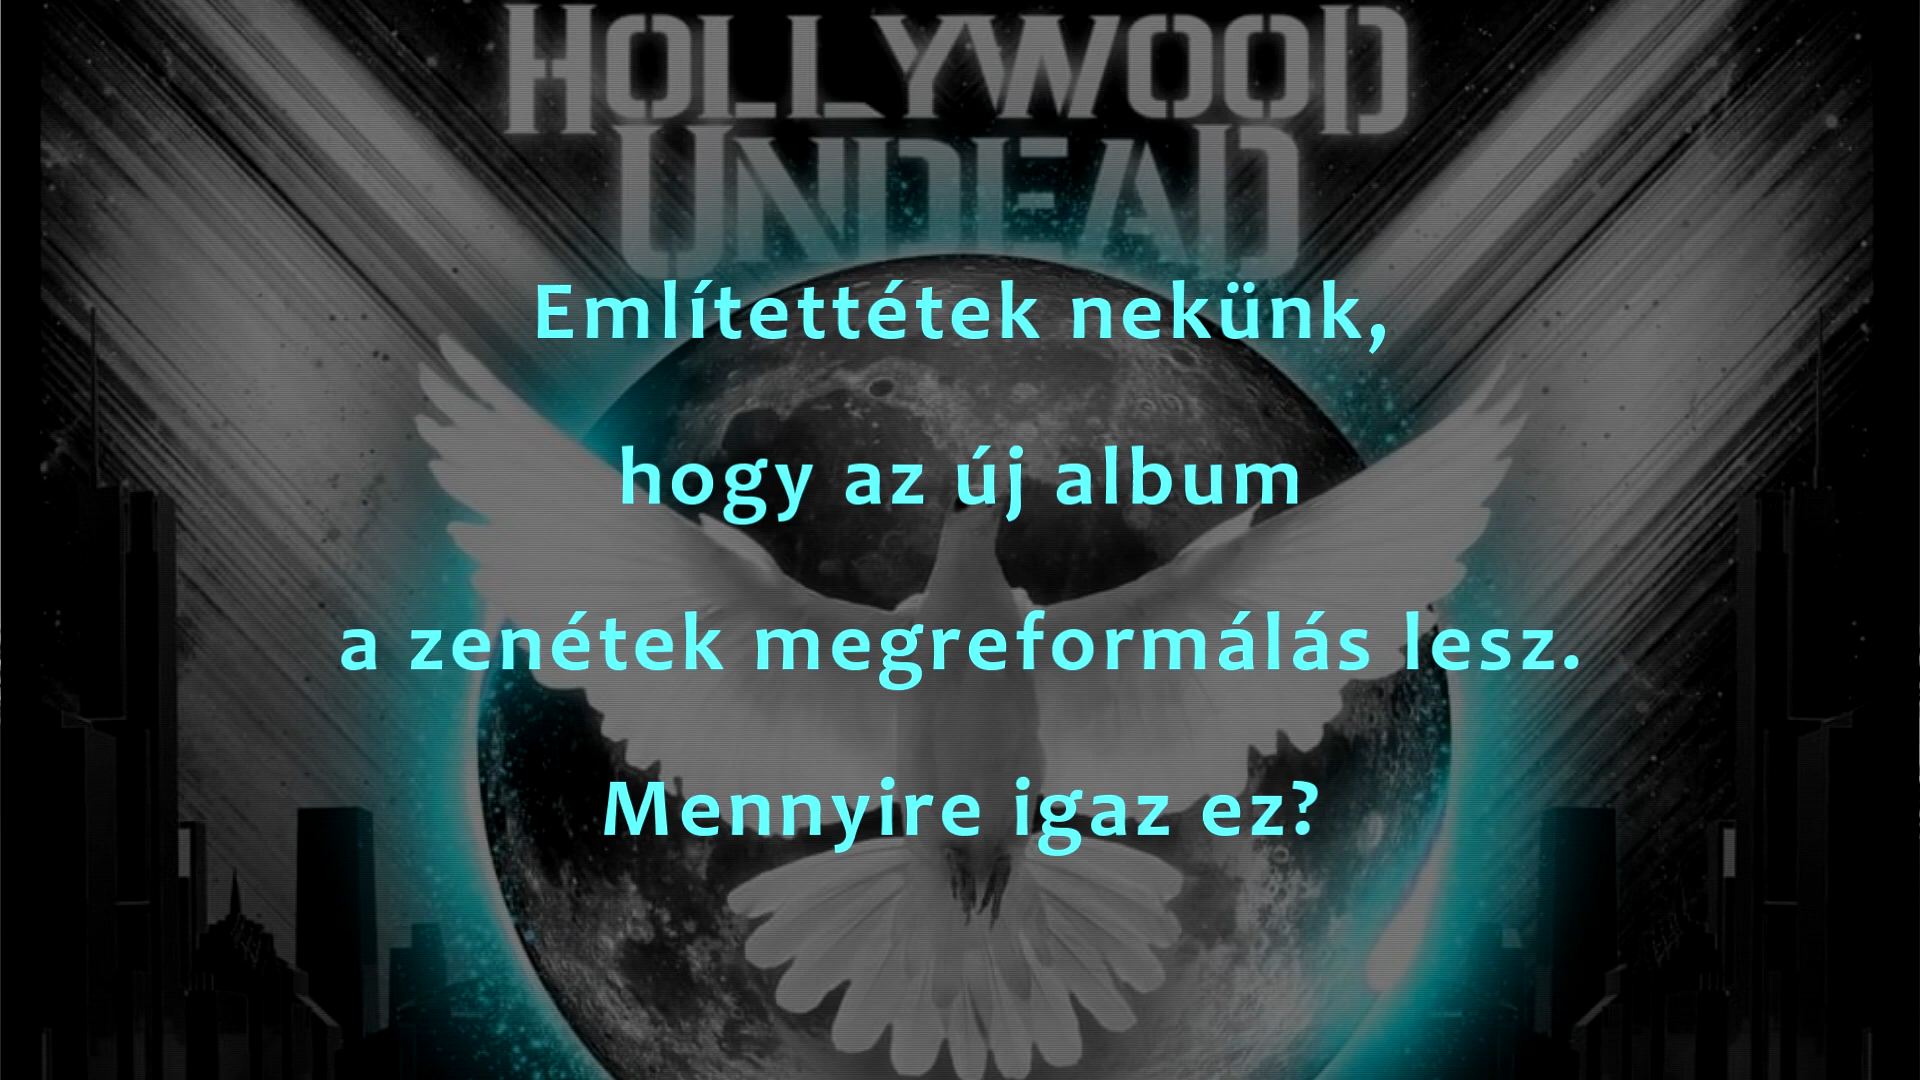 HOLLYWOOD
UNDEAD
Említettétek nekünk,
hogy az új album
a zenétek megreformálás lesz.
Mennyire igaz ez?